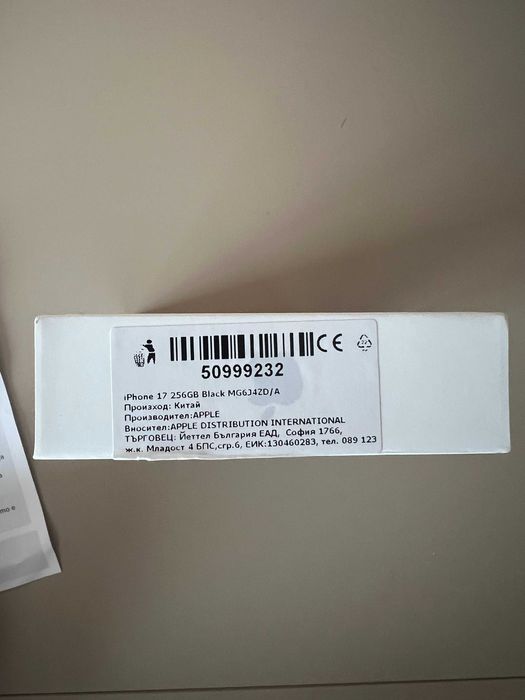 50999232
iPhone 17 256GB Black MG6J4ZD/A
Произход: Китай
Производител:APPLE
Вносител:APPLE DISTRIBUTION INTERNATIONAL
ТЪРГОВЕЦ: Йеттел България ЕАД, София 1766,
ж.к. Младост 4 БПС,сгр.6, ЕИК:130460283, тел. 089 123